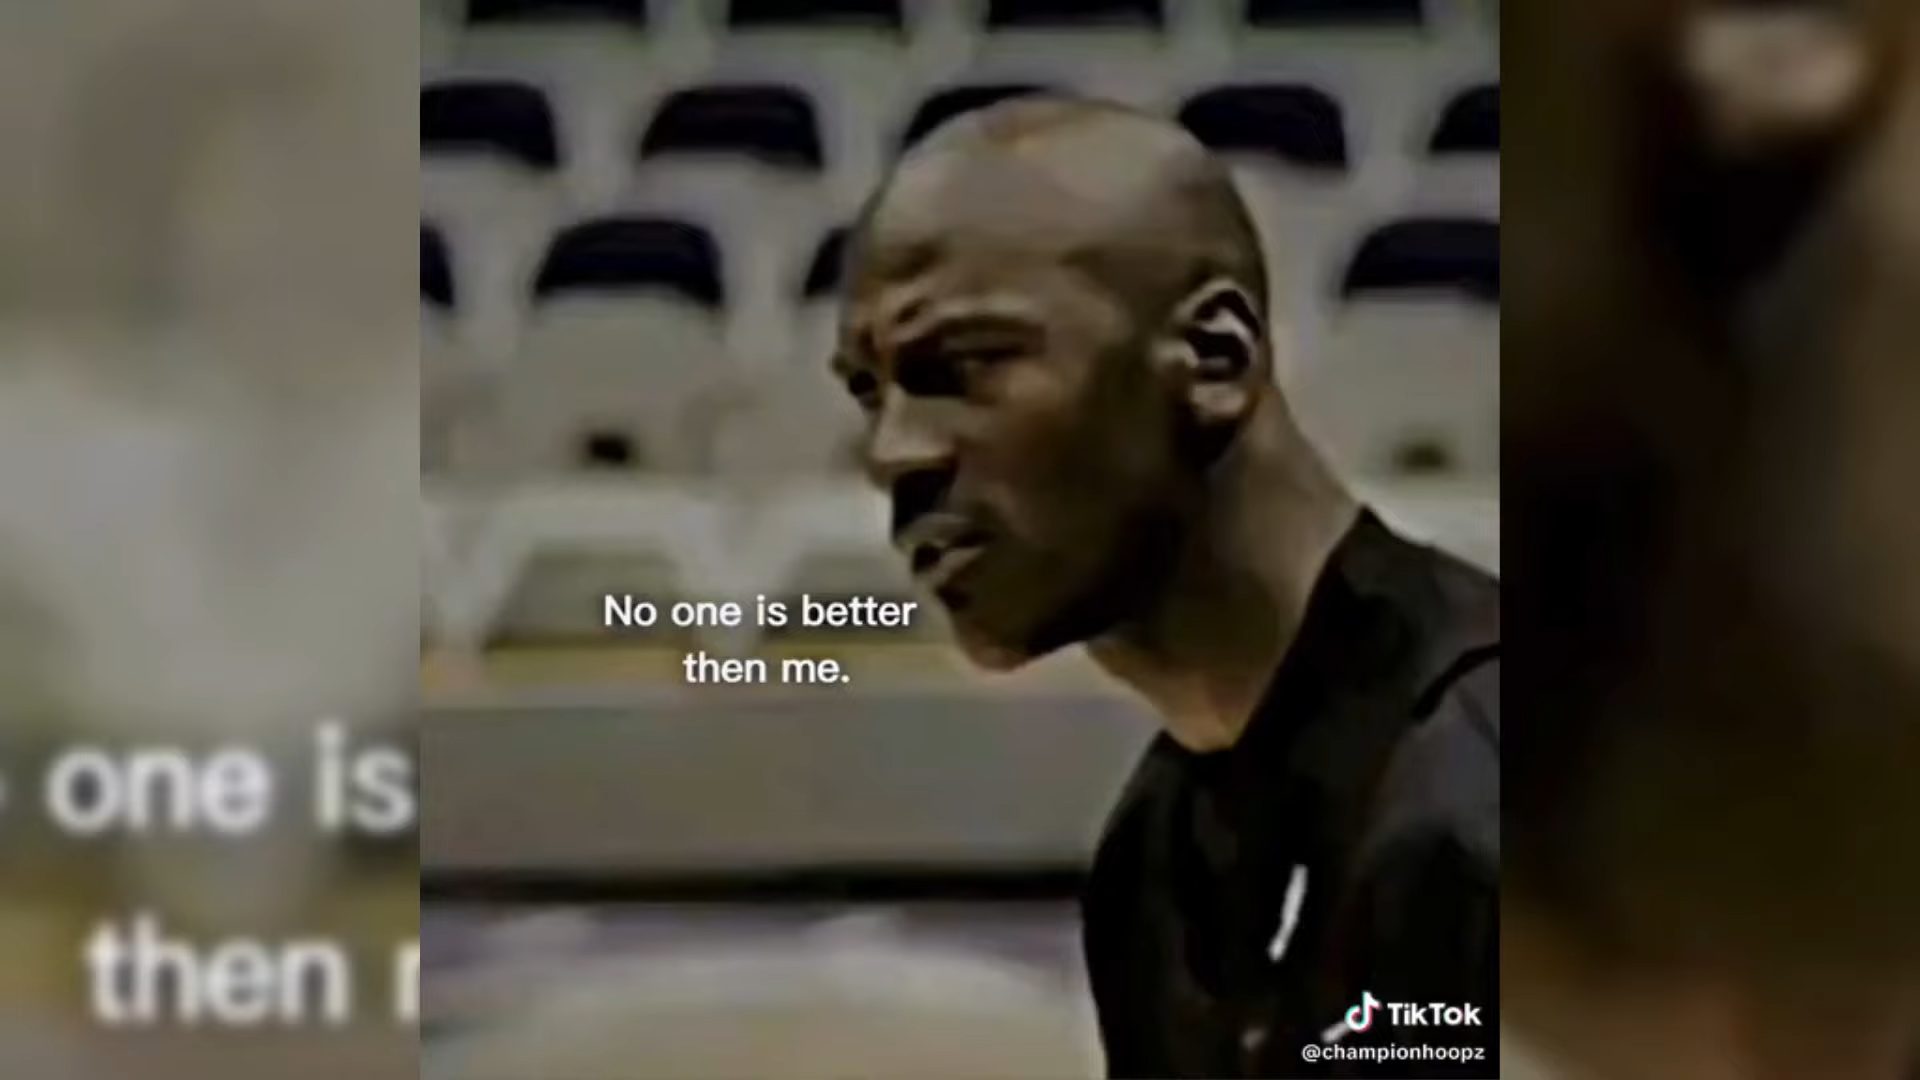 No one is better
then me.
one is
then
TikTok
@championhoopz